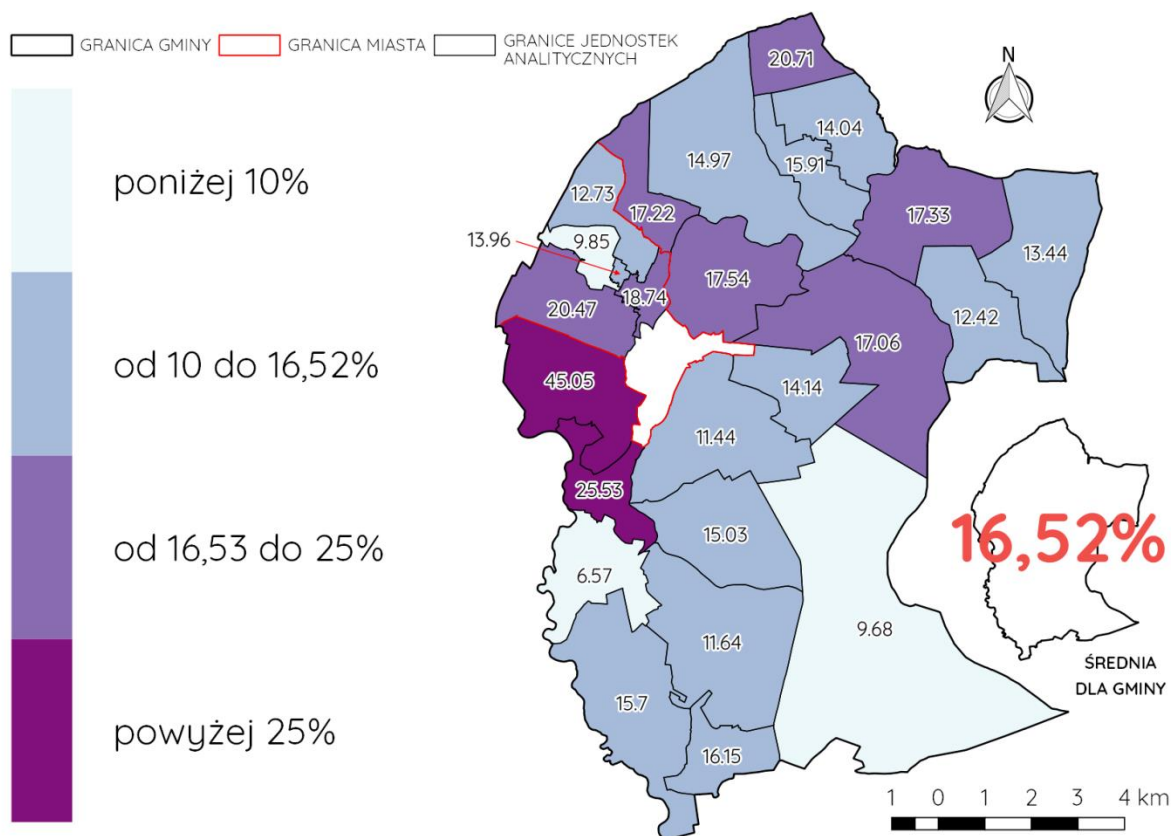 GRANICA GMINY
GRANICA MIASTA
GRANICE JEDNOSTEK
ANALITYCZNYCH
poniżej 10%
od 10 do 16,52%
od 16,53 do 25%
powyżej 25%
N
20.71
14.04
14.97
15.91
12.73
17.22
17.33
9.85
13.96
13.44
17.54
18.74
20.47
12.42
17.06
45.05
14.14
11.44
25.53
15.03
6.57
9.68
11.64
15.7
16.15
16,52%
ŚREDNIA
DLA GMINY
1 0 1 2 3 4 km